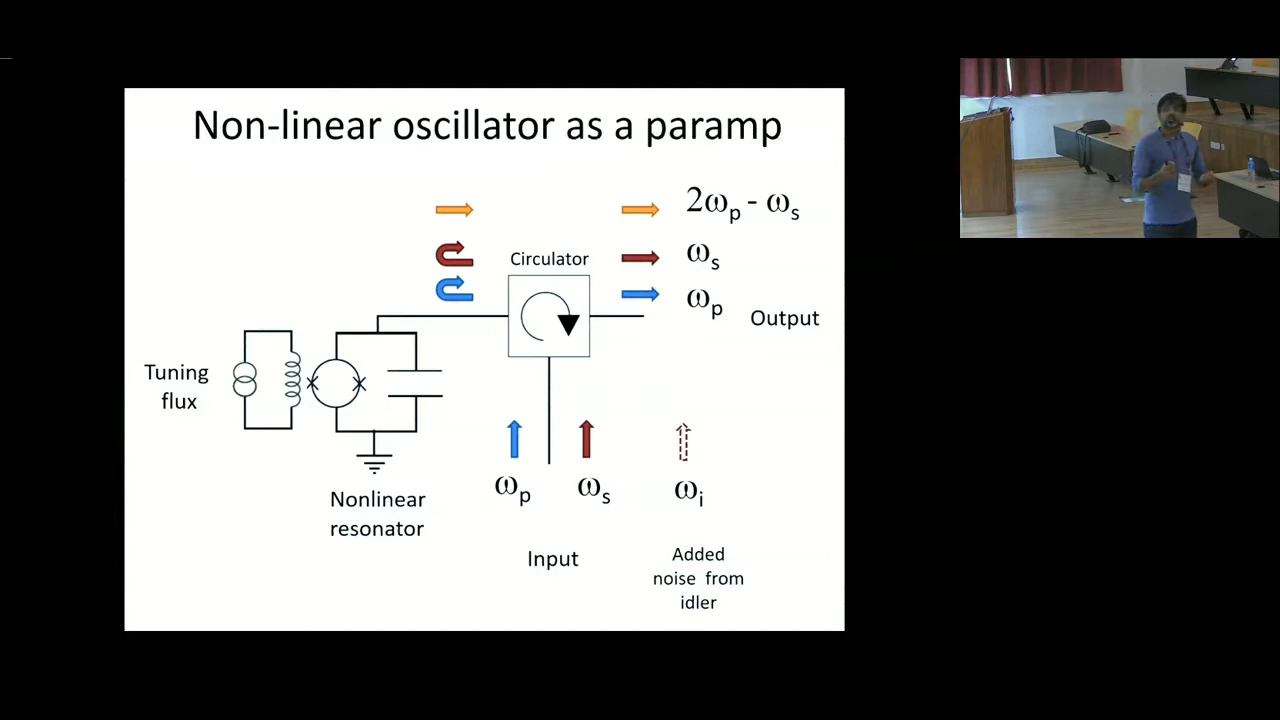 Non-linear oscillator as a paramp
2ωp - ωs
ωs
ωp
Circulator
Output
Tuning
flux
ωp
ωs
ωi
Nonlinear
resonator
Input
Added
noise from
idler